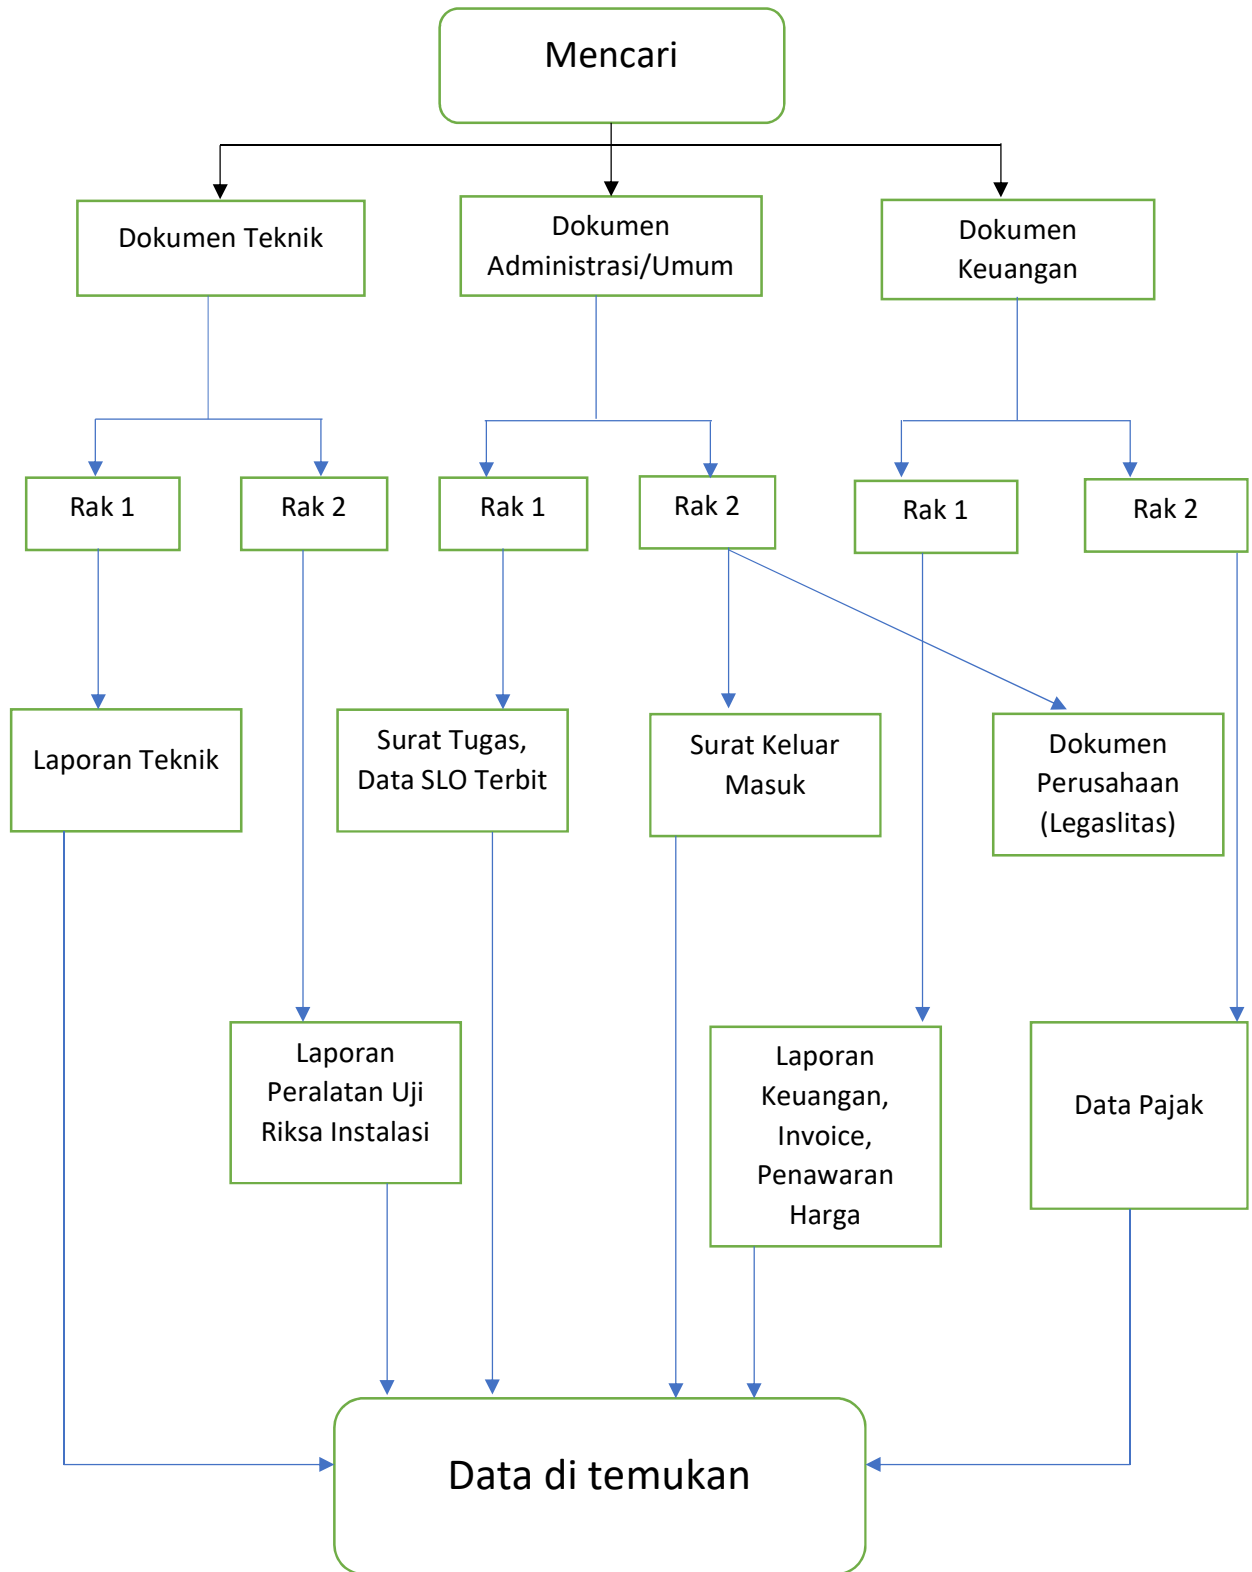 Mencari
Dokumen Teknik
Dokumen
Administrasi/Umum
Dokumen
Keuangan
Rak 1
Rak 2
Rak 1
Rak 2
Rak 1
Rak 2
Laporan Teknik
Surat Tugas,
Data SLO Terbit
Surat Keluar
Masuk
Dokumen
Perusahaan
(Legaslitas)
Laporan
Peralatan Uji
Riksa Instalasi
Laporan
Keuangan,
Invoice,
Penawaran
Harga
Data Pajak
Data di temukan